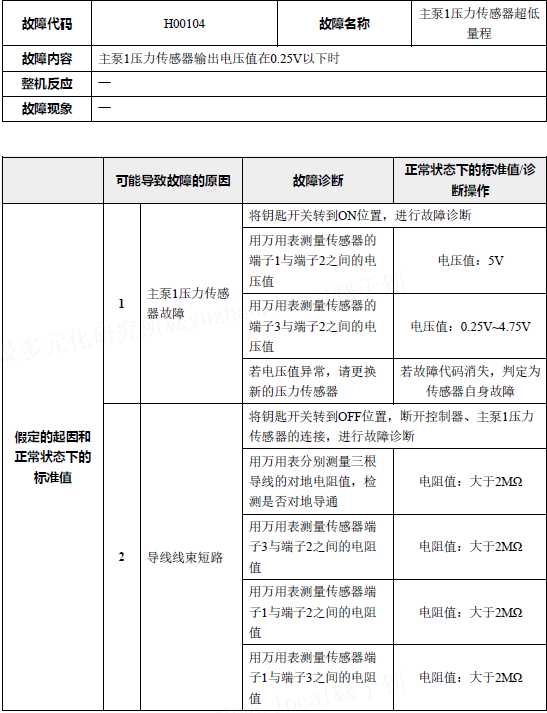 故障代码
H00104
故障名称
主泵1压力传感器超低
量程
故障内容
主泵1压力传感器输出电压值在0.25V以下时
整机反应
—
故障现象
—
可能导致故障的原因
故障诊断
正常状态下的标准值/诊
断操作
假定的起因和
正常状态下的
标准值
1
主泵1压力传感
器故障
将钥匙开关转到ON位置，进行故障诊断
用万用表测量传感器的
端子1与端子2之间的电
压值
电压值：5V
用万用表测量传感器的
端子3与端子2之间的电
压值
电压值：0.25V~4.75V
若电压值异常，请更换
新的压力传感器
若故障代码消失，判定为
传感器自身故障
2
导线线束短路
将钥匙开关转到OFF位置，断开控制器、主泵1压力
传感器的连接，进行故障诊断
用万用表分别测量三根
导线的对地电阻值，检
测是否对地导通
电阻值：大于2MΩ
用万用表测量传感器端
子3与端子2之间的电阻
值
电阻值：大于2MΩ
用万用表测量传感器端
子1与端子2之间的电阻
值
电阻值：大于2MΩ
用万用表测量传感器端
子1与端子3之间的电阻
值
电阻值：大于2MΩ